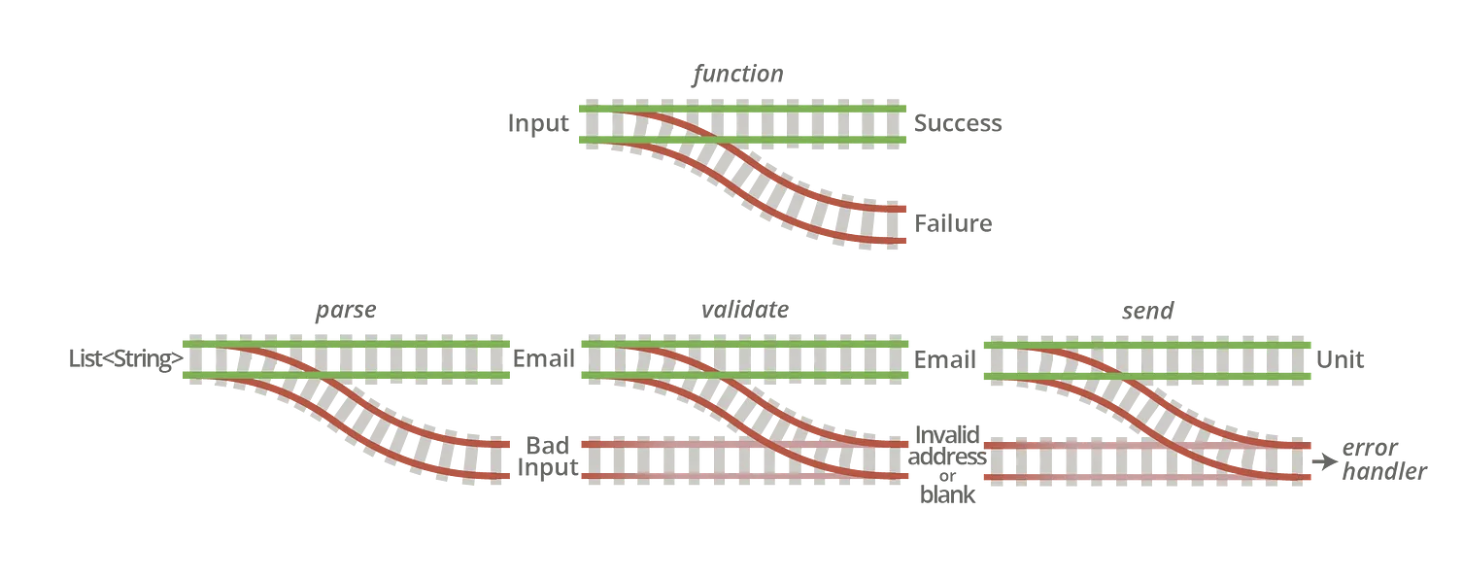 function
Input
Success
Failure
parse
validate
send
List<String>
Email
Email
Unit
Bad
Input
Invalid
address
or
blank
error
handler